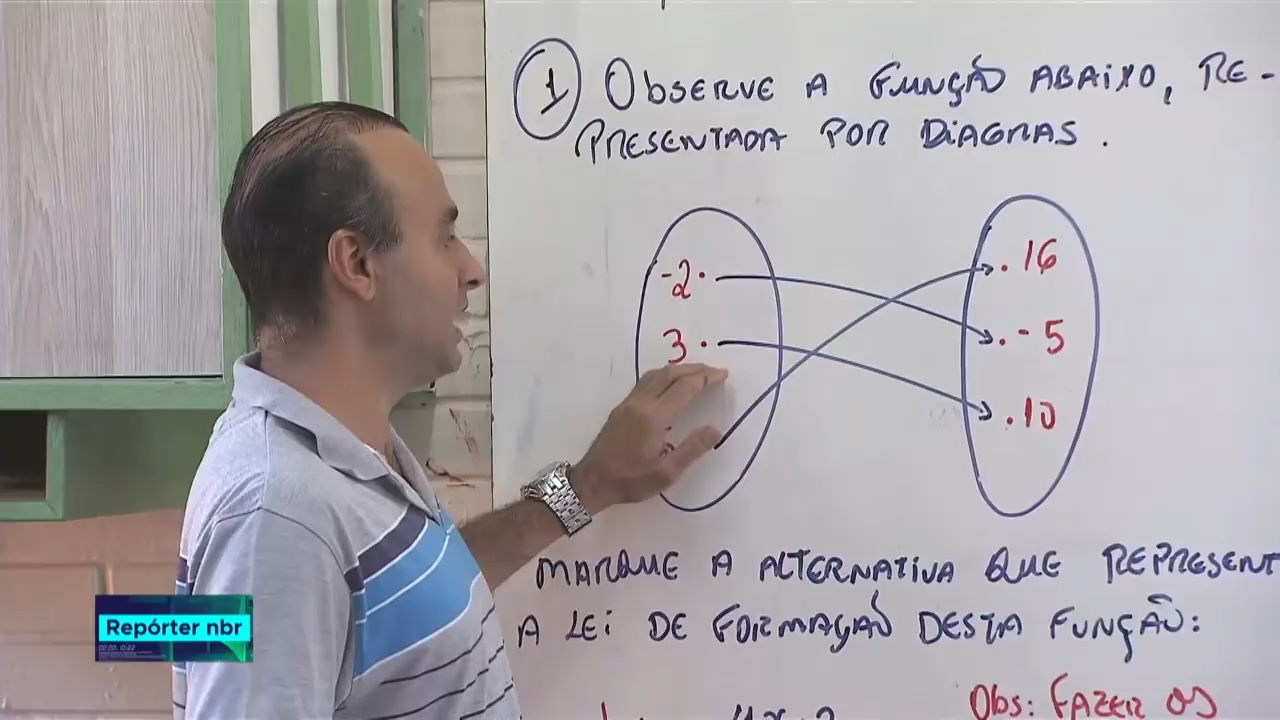 1 OBSERVE A FUNÇÃO ABAIXO, RE-
PRESENTADA POR DIAGRAS.
-2. .16
3. .-5
.10
MARQUE A ALTERNATIVA QUE REPRESENT
A LEI DE FORMAÇÃO DESTA FUNÇÃO:
Obs: FAZER OS
Repórter nbr